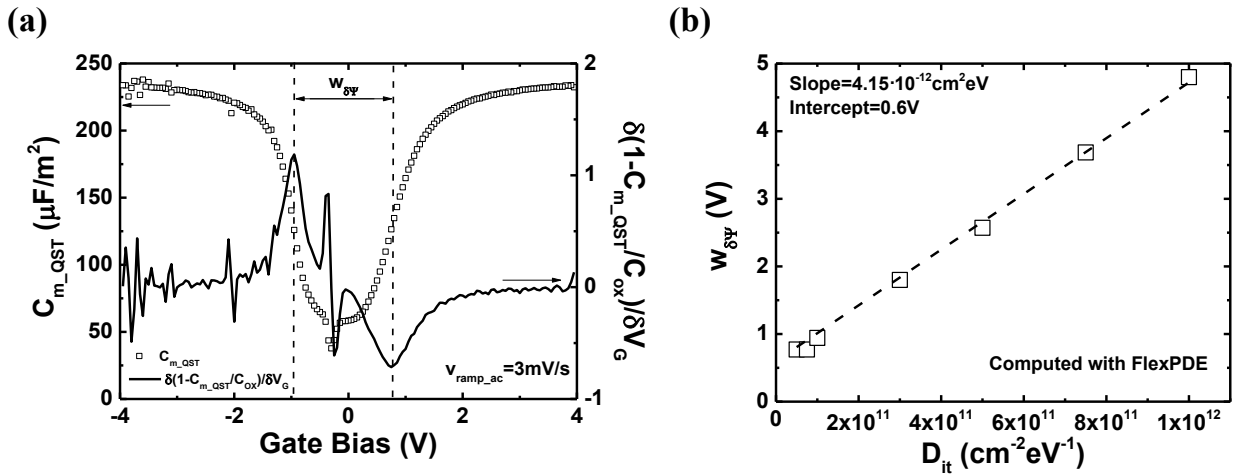 (a)
250
200
150
100
50
0
C_m_QST (μF/m²)
-4
-2
0
2
4
Gate Bias (V)
2
1
0
-1
δ(1-C_m_QST/C_ox)/δV_G
w_δΨ
C_m_QST
δ(1-C_m_QST/C_OX)/δV_G
v_ramp_ac=3mV/s
(b)
5
4
3
2
1
0
w_δΨ (V)
Slope=4.15·10⁻¹²cm²eV
Intercept=0.6V
Computed with FlexPDE
2x10¹¹
4x10¹¹
6x10¹¹
8x10¹¹
1x10¹²
D_it (cm⁻²eV⁻¹)